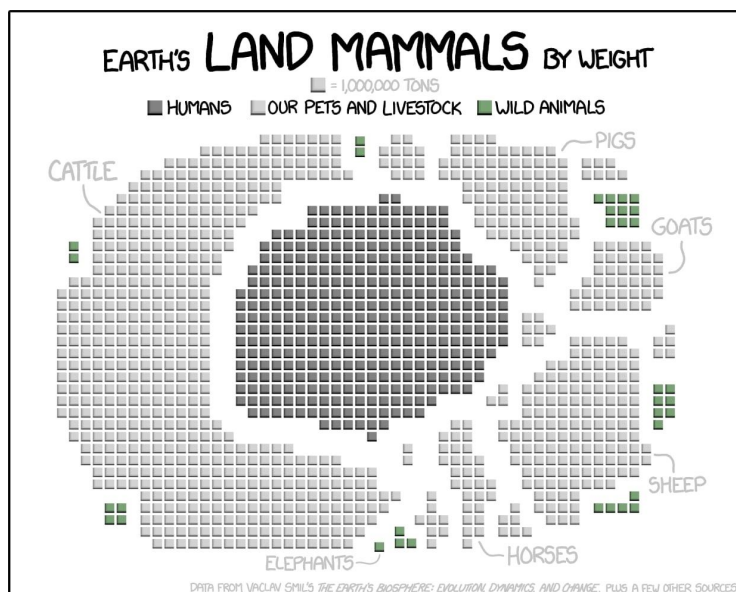 EARTH'S LAND MAMMALS BY WEIGHT
= 1,000,000 TONS
HUMANS OUR PETS AND LIVESTOCK WILD ANIMALS
PIGS
CATTLE
GOATS
SHEEP
ELEPHANTS
HORSES
DATA FROM VACLAV SMIL'S THE EARTH'S BIOSPHERE: EVOLUTION, DYNAMICS, AND CHANGE, PLUS A FEW OTHER SOURCES